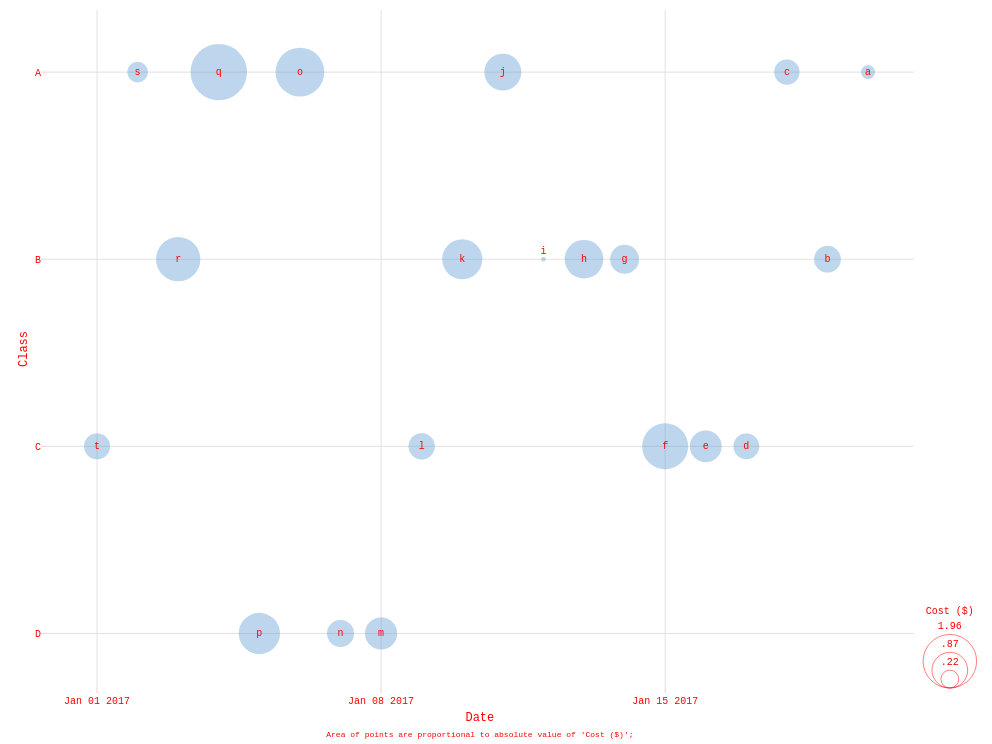 A
s q o j c a
B
r k i h g b
Class
C
t l f e d
D
p n m
Cost ($)
1.96
.87
.22
Jan 01 2017 Jan 08 2017 Jan 15 2017
Date
Area of points are proportional to absolute value of 'Cost ($)';